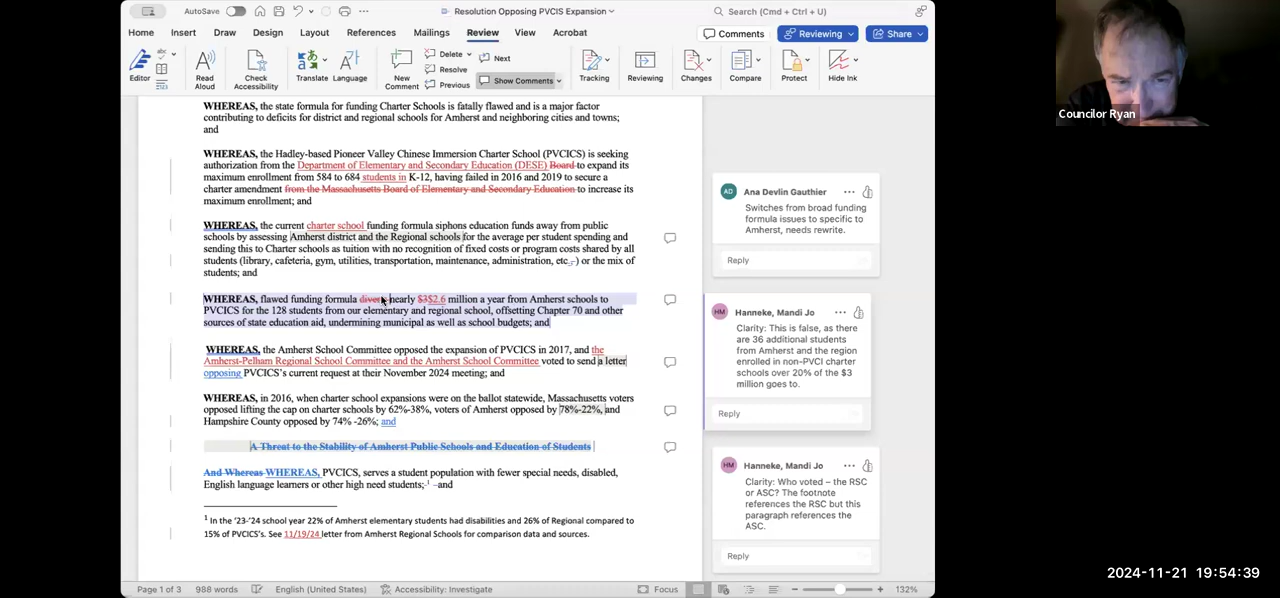 AutoSave
Resolution Opposing PVCIS Expansion
Search (Cmd + Ctrl + U)
Home Insert Draw Design Layout References Mailings Review View Acrobat
Comments Reviewing Share
Editor
Read Aloud
Check Accessibility
Translate
Language
New Comment
Delete
Resolve
Previous
Next
Show Comments
Tracking
Reviewing
Changes
Compare
Protect
Hide Ink
WHEREAS, the state formula for funding Charter Schools is fatally flawed and is a major factor
contributing to deficits for district and regional schools for Amherst and neighboring cities and towns;
and
WHEREAS, the Hadley-based Pioneer Valley Chinese Immersion Charter School (PVCICS) is seeking
authorization from the Department of Elementary and Secondary Education (DESE) Board to expand its
maximum enrollment from 584 to 684 students in K-12, having failed in 2016 and 2019 to secure a
charter amendment from the Massachusetts Board of Elementary and Secondary Education to increase its
maximum enrollment; and
WHEREAS, the current charter school funding formula siphons education funds away from public
schools by assessing Amherst district and the Regional schools for the average per student spending and
sending this to Charter schools as tuition with no recognition of fixed costs or program costs shared by all
students (library, cafeteria, gym, utilities, transportation, maintenance, administration, etc.,) or the mix of
students; and
WHEREAS, flawed funding formula nearly $3$2.6 million a year from Amherst schools to
PVCICS for the 128 students from our elementary and regional school, offsetting Chapter 70 and other
sources of state education aid, undermining municipal as well as school budgets; and
WHEREAS, the Amherst School Committee opposed the expansion of PVCICS in 2017, and the
Amherst-Pelham Regional School Committee and the Amherst School Committee voted to send a letter
opposing PVCICS's current request at their November 2024 meeting; and
WHEREAS, in 2016, when charter school expansions were on the ballot statewide, Massachusetts voters
opposed lifting the cap on charter schools by 62%-38%, voters of Amherst opposed by 78%-22%, and
Hampshire County opposed by 74% -26%; and
A Threat to the Stability of Amherst Public Schools and Education of Students
And Whereas WHEREAS, PVCICS, serves a student population with fewer special needs, disabled,
English language learners or other high need students; 1 and
1 In the '23-'24 school year 22% of Amherst elementary students had disabilities and 26% of Regional compared to
15% of PVCICS's. See 11/19/24 letter from Amherst Regional Schools for comparison data and sources.
AD Ana Devlin Gauthier
Switches from broad funding
formula issues to specific to
Amherst, needs rewrite.
Reply
HM Hanneke, Mandi Jo
Clarity: This is false, as there
are 36 additional students
from Amherst and the region
enrolled in non-PVCI charter
schools over 20% of the $3
million goes to.
Reply
HM Hanneke, Mandi Jo
Clarity: Who voted – the RSC
or ASC? The footnote
references the RSC but this
paragraph references the
ASC.
Reply
Page 1 of 3 988 words English (United States) Accessibility: Investigate Focus 132%
Councilor Ryan
2024-11-21 19:54:39